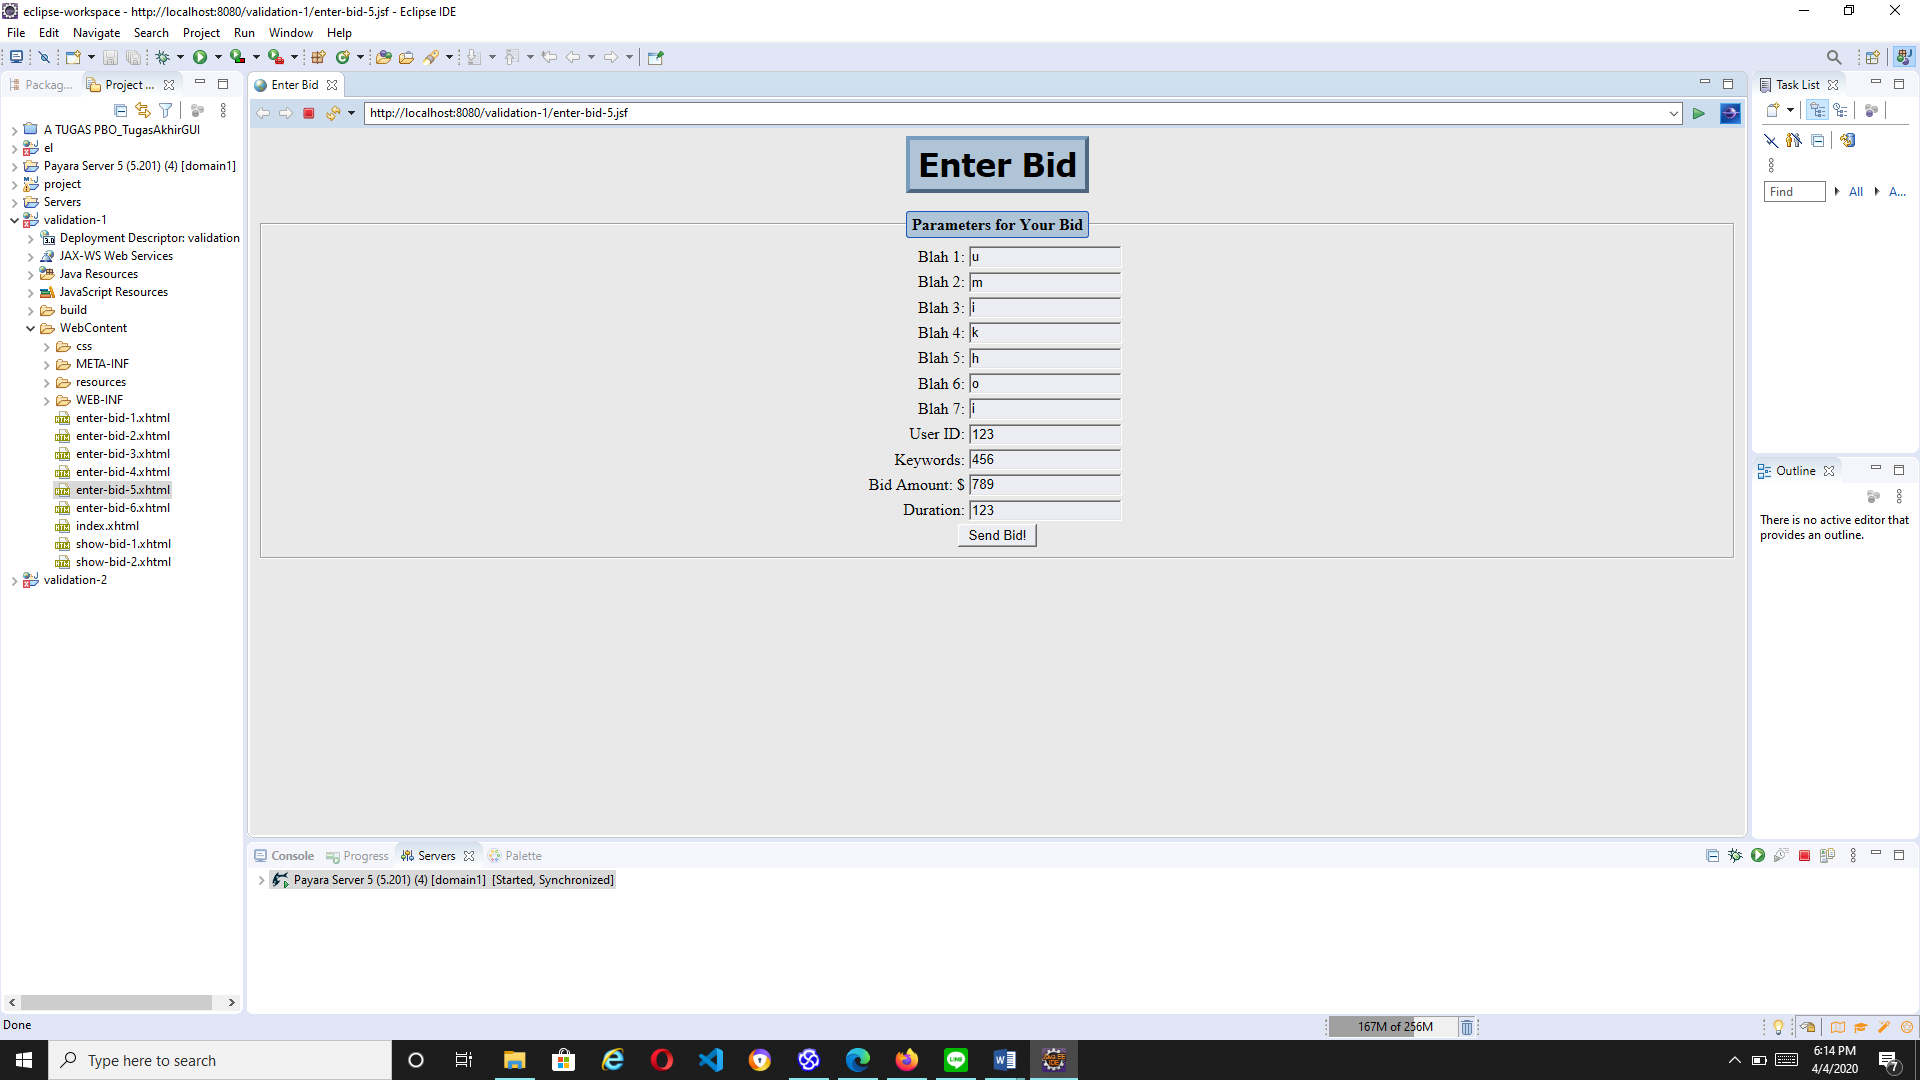 eclipse-workspace - http://localhost:8080/validation-1/enter-bid-5.jsf - Eclipse IDE
File Edit Navigate Search Project Run Window Help
Packag... Project ...
A TUGAS PBO_TugasAkhirGUI
el
Payara Server 5 (5.201) (4) [domain1]
project
Servers
validation-1
Deployment Descriptor: validation
JAX-WS Web Services
Java Resources
JavaScript Resources
build
WebContent
css
META-INF
resources
WEB-INF
enter-bid-1.xhtml
enter-bid-2.xhtml
enter-bid-3.xhtml
enter-bid-4.xhtml
enter-bid-5.xhtml
enter-bid-6.xhtml
index.xhtml
show-bid-1.xhtml
show-bid-2.xhtml
validation-2
Enter Bid
http://localhost:8080/validation-1/enter-bid-5.jsf
Enter Bid
Parameters for Your Bid
Blah 1: u
Blah 2: m
Blah 3: i
Blah 4: k
Blah 5: h
Blah 6: o
Blah 7: i
User ID: 123
Keywords: 456
Bid Amount: $ 789
Duration: 123
Send Bid!
Task List
Find All A...
Outline
There is no active editor that
provides an outline.
Console Progress Servers Palette
Payara Server 5 (5.201) (4) [domain1] [Started, Synchronized]
Done
167M of 256M
Type here to search
6:14 PM
4/4/2020
7